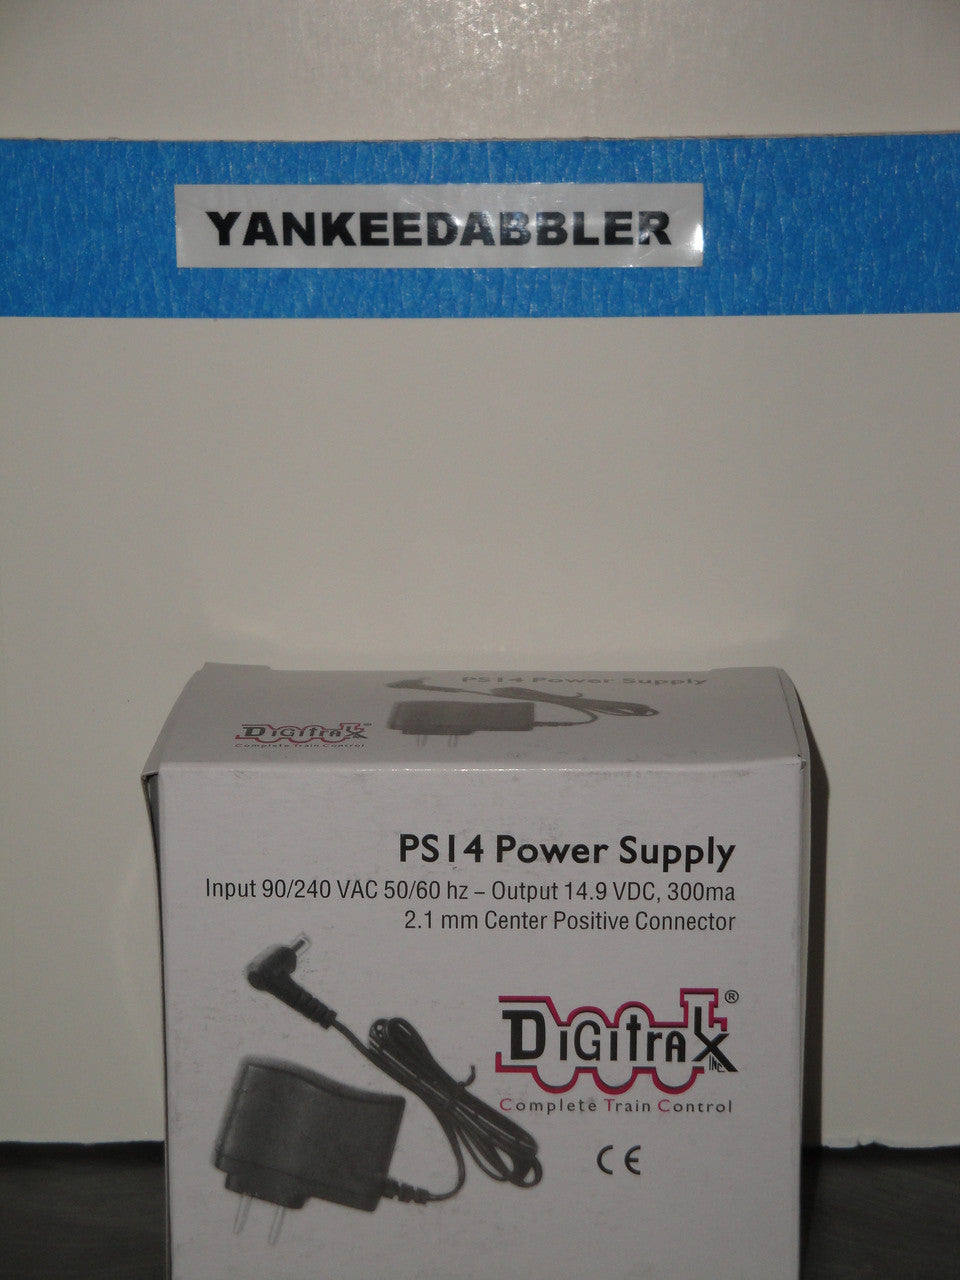 YANKEEDABBLER
PS14 Power Supply
DIGITRAX ®
Complete Train Control
PS14 Power Supply
Input 90/240 VAC 50/60 hz – Output 14.9 VDC, 300ma
2.1 mm Center Positive Connector
DIGITRAX INC. ®
Complete Train Control
CE